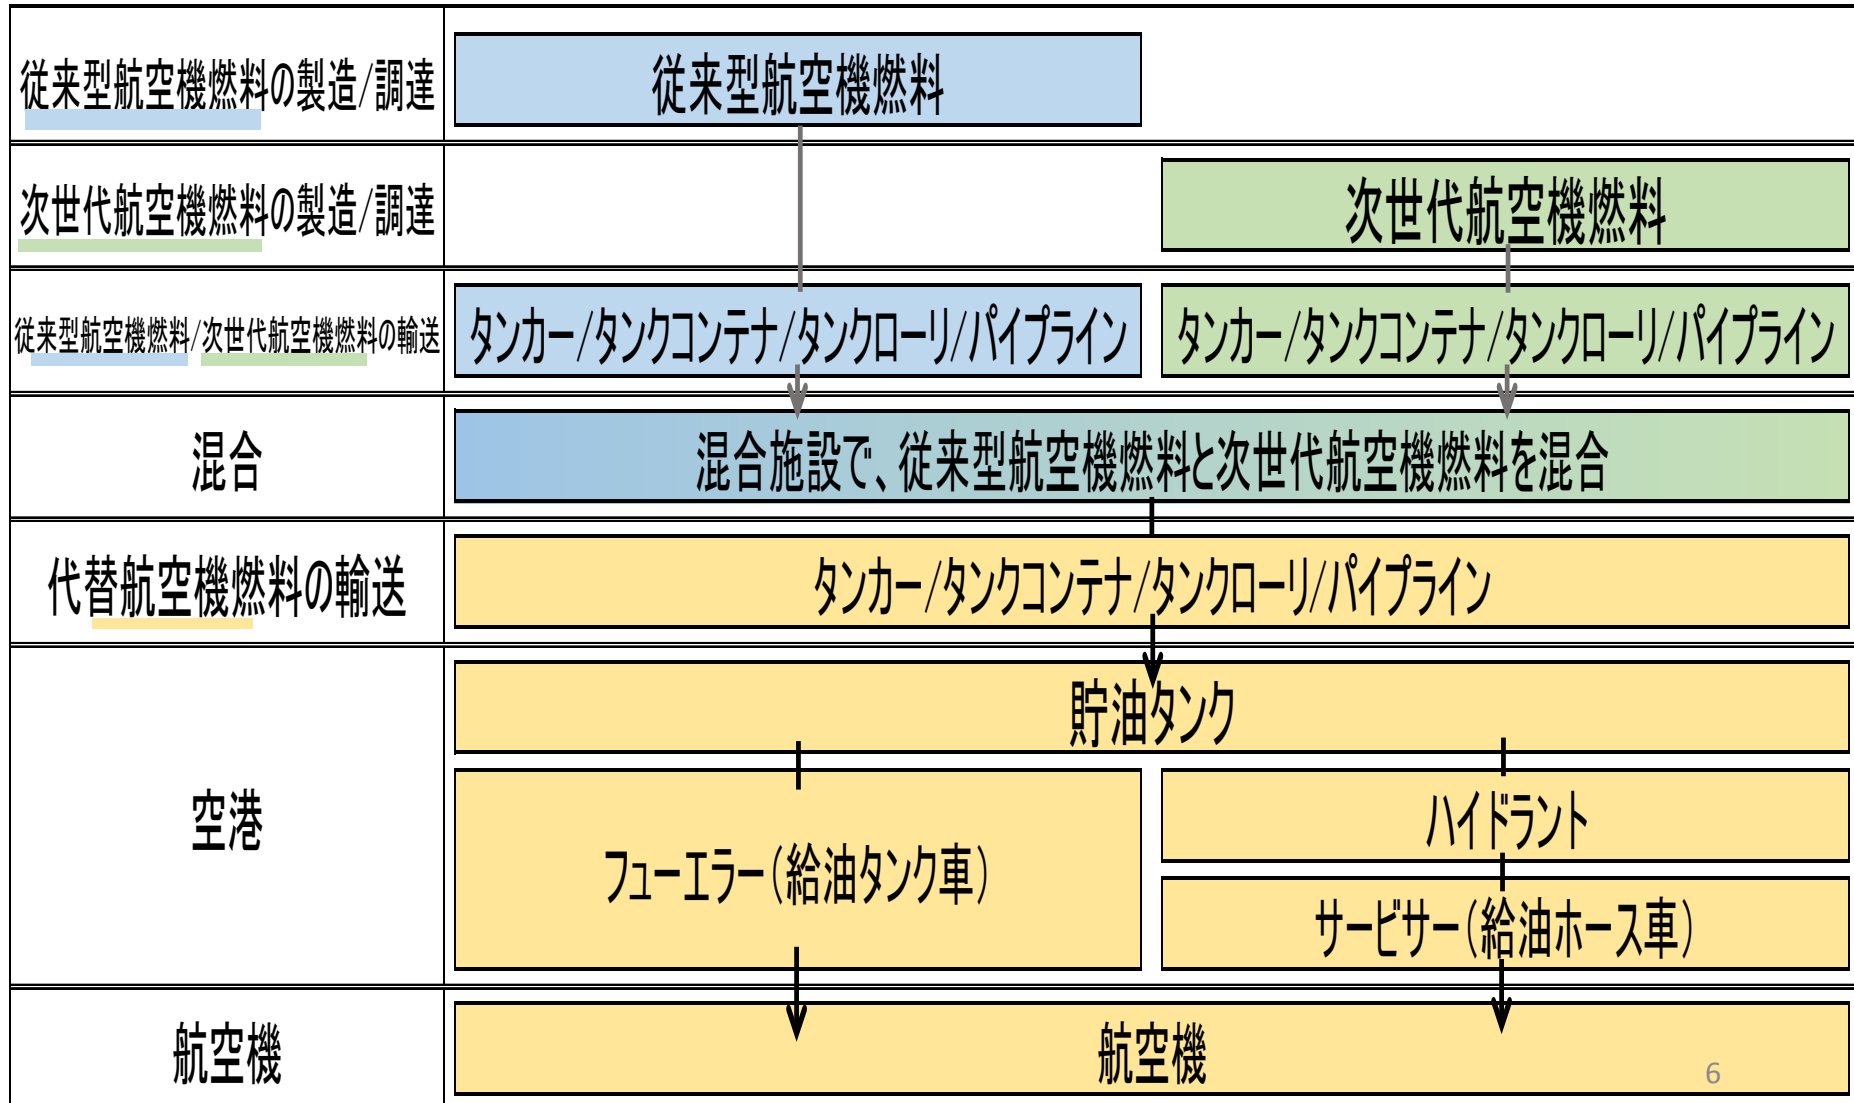 従来型航空機燃料の製造/調達
従来型航空機燃料
次世代航空機燃料の製造/調達
次世代航空機燃料
従来型航空機燃料/次世代航空機燃料の輸送
タンカー/タンクコンテナ/タンクローリ/パイプライン
タンカー/タンクコンテナ/タンクローリ/パイプライン
混合
混合施設で、従来型航空機燃料と次世代航空機燃料を混合
代替航空機燃料の輸送
タンカー/タンクコンテナ/タンクローリ/パイプライン
空港
貯油タンク
フューエラー(給油タンク車)
ハイドラント
サービサー(給油ホース車)
航空機
航空機
6